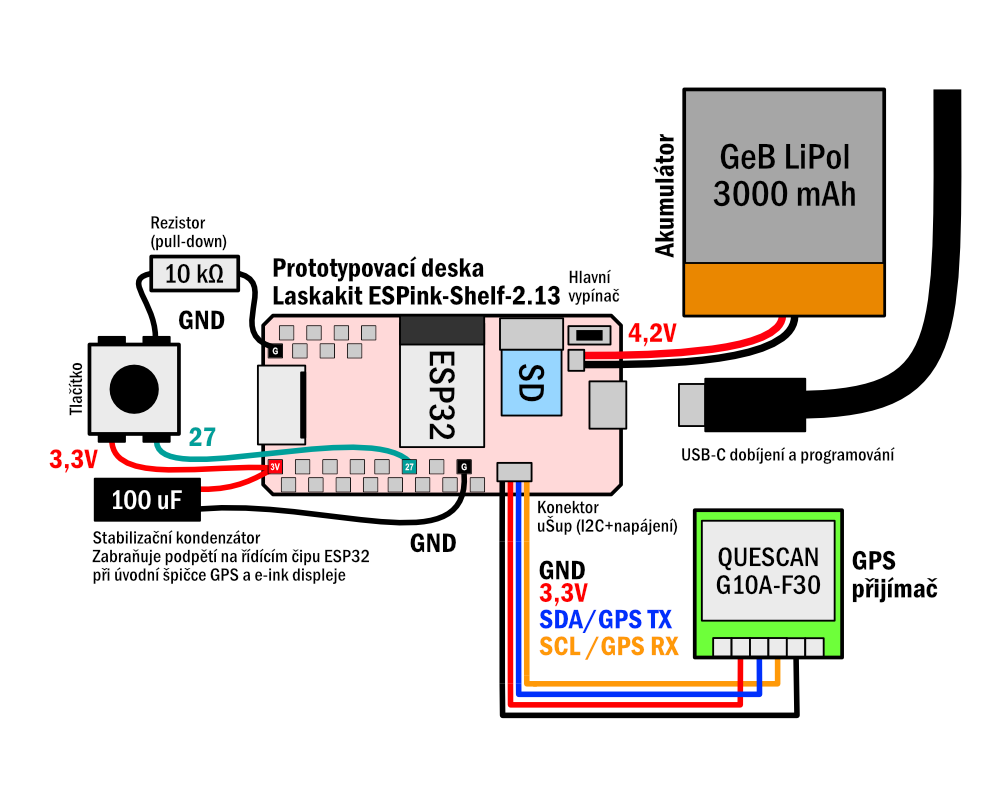 GeB LiPol
3000 mAh
Akumulátor
Rezistor
(pull-down)
10 kΩ
GND
Prototypovací deska
Laskakit ESPink-Shelf-2.13
Hlavní
vypínač
4,2V
G
ESP32
SD
Tlačítko
27
3,3V
3V
27
G
USB-C dobíjení a programování
100 uF
Stabilizační kondenzátor
Zabraňuje podpětí na řídícím čipu ESP32
při úvodní špičce GPS a e-ink displeje
GND
Konektor
uŠup (I2C+napájení)
GND
3,3V
SDA/GPS TX
SCL /GPS RX
QUESCAN
G10A-F30
GPS
přijímač